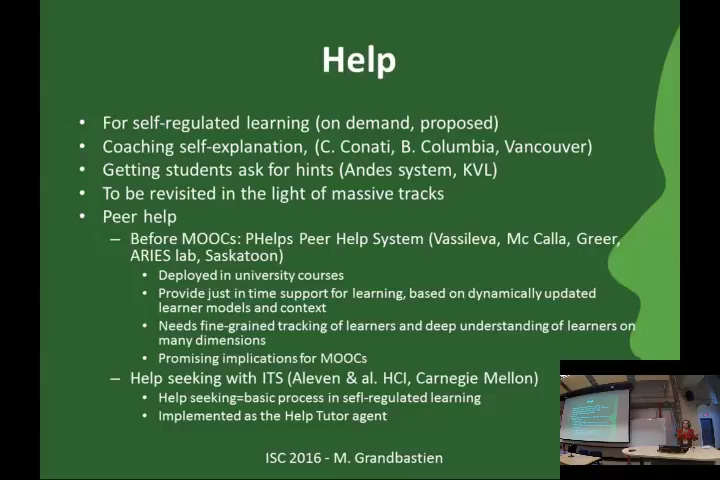 Help
• For self-regulated learning (on demand, proposed)
• Coaching self-explanation, (C. Conati, B. Columbia, Vancouver)
• Getting students ask for hints (Andes system, KVL)
• To be revisited in the light of massive tracks
• Peer help
– Before MOOCs: PHelps Peer Help System (Vassileva, Mc Calla, Greer,
ARIES lab, Saskatoon)
• Deployed in university courses
• Provide just in time support for learning, based on dynamically updated
learner models and context
• Needs fine-grained tracking of learners and deep understanding of learners on
many dimensions
• Promising implications for MOOCs
– Help seeking with ITS (Aleven & al. HCI, Carnegie Mellon)
• Help seeking=basic process in sefl-regulated learning
• Implemented as the Help Tutor agent
ISC 2016 - M. Grandbastien